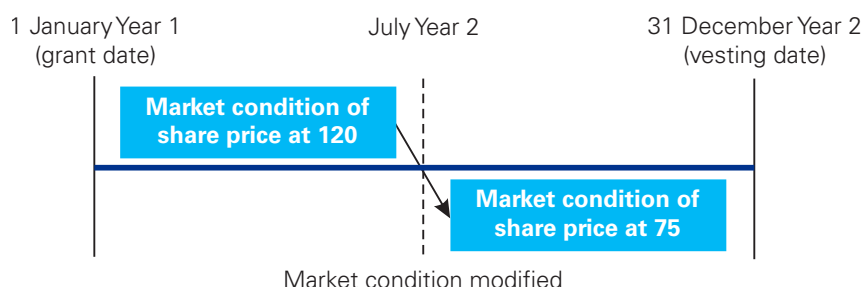 1 January Year 1
(grant date)
July Year 2
31 December Year 2
(vesting date)
Market condition of
share price at 120
Market condition of
share price at 75
Market condition modified